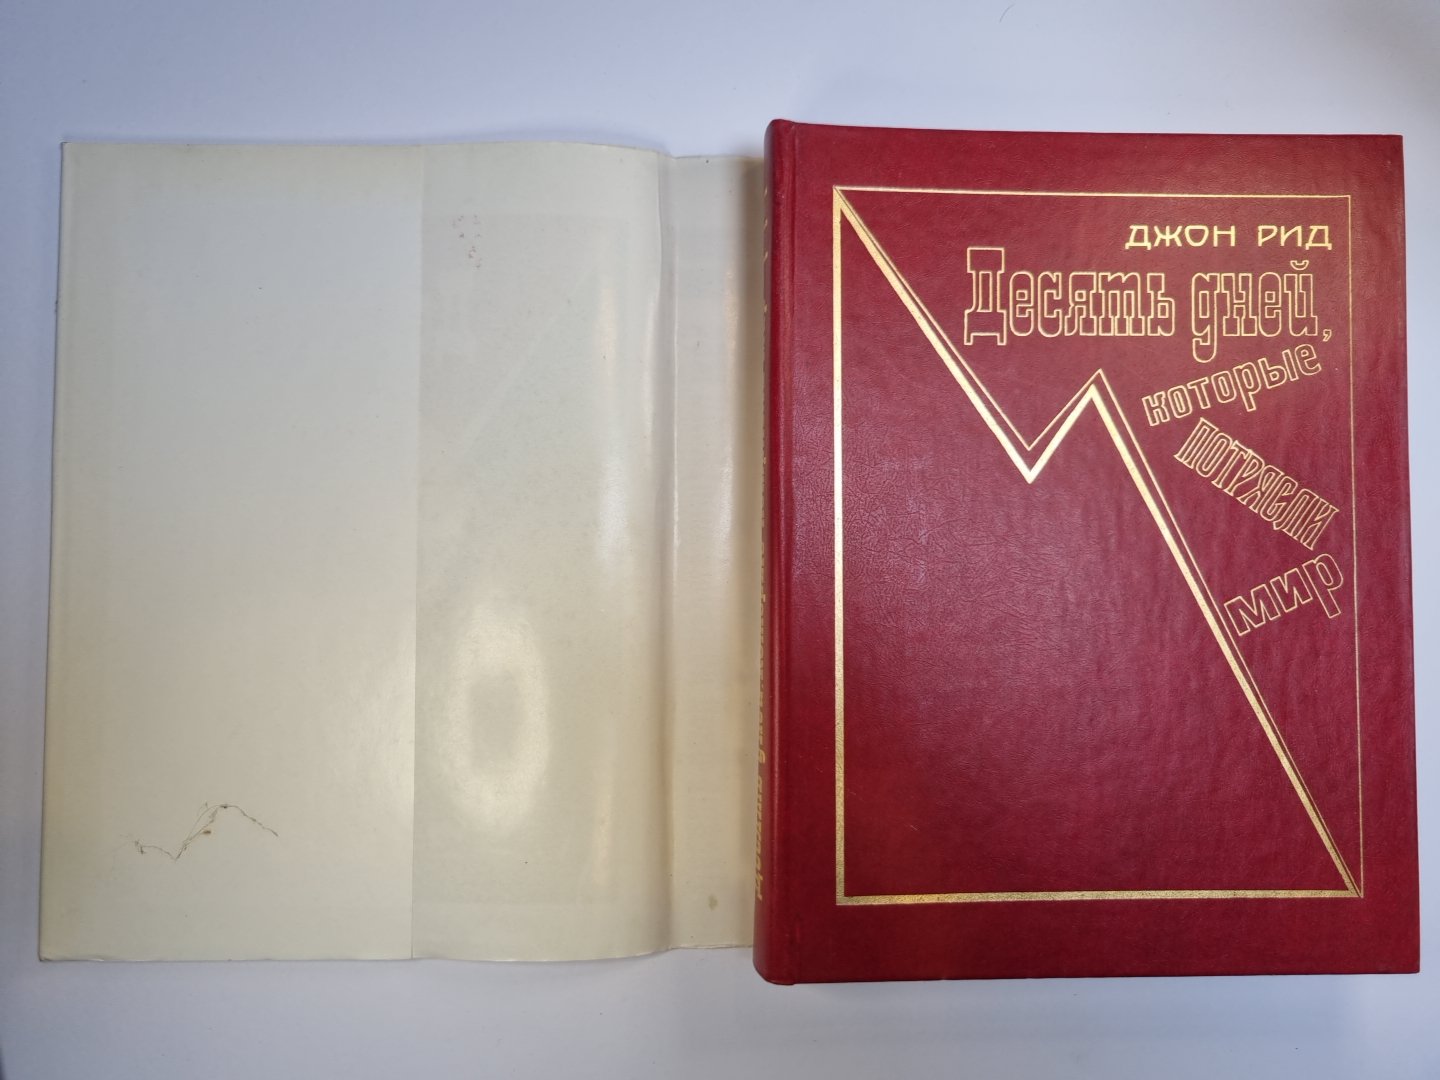 ДЖОН РИД
Десять дней,
которые
ПОТРЯСЛИ
мир